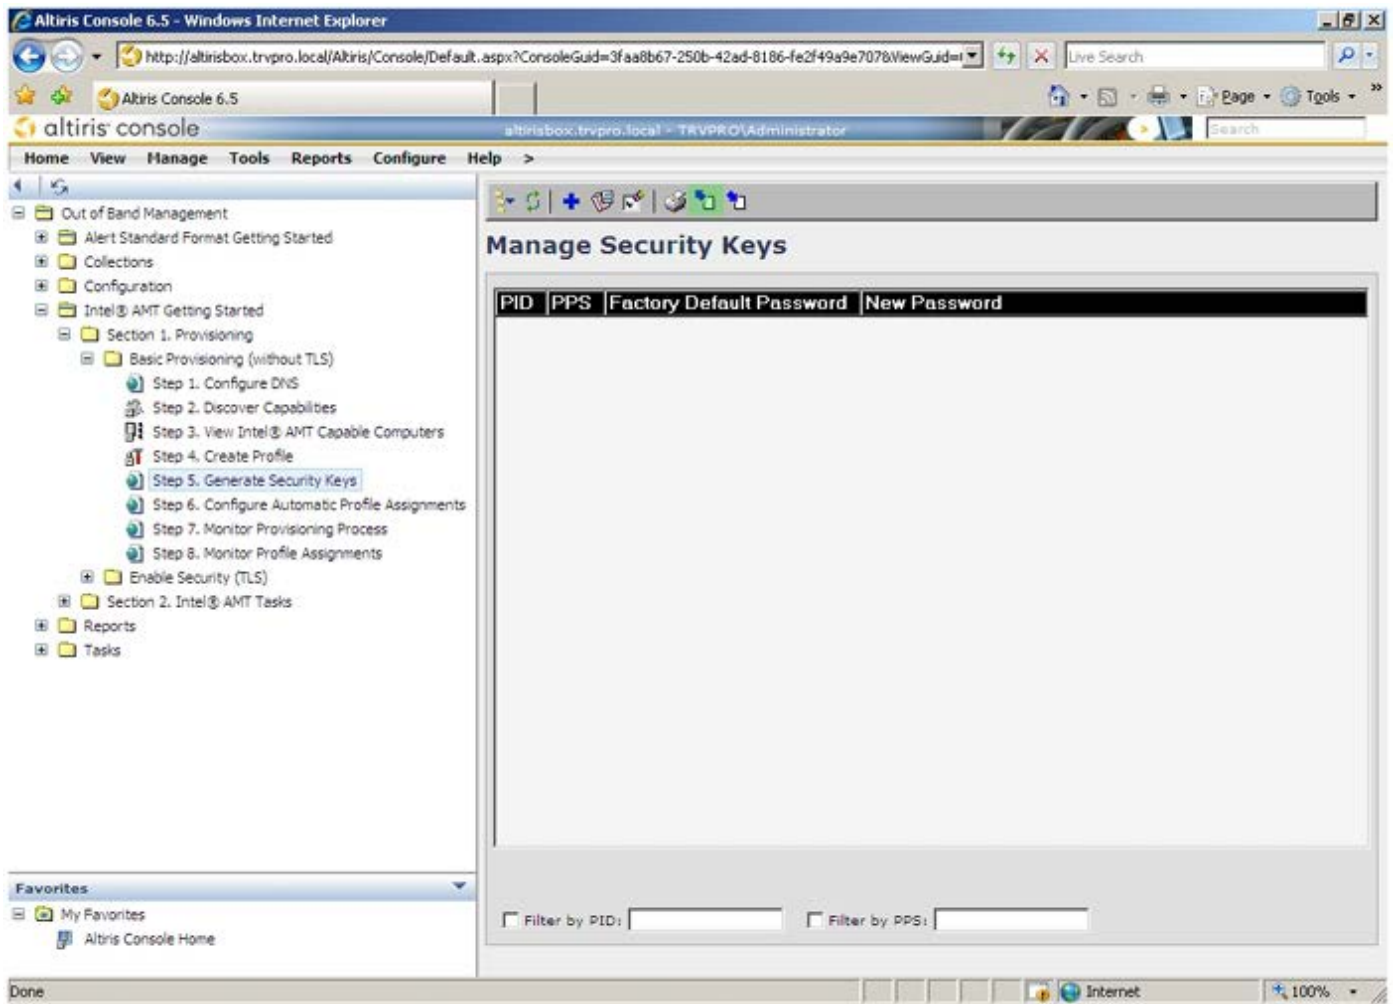 Altiris Console 6.5 - Windows Internet Explorer
http://altirisbox.trvpro.local/Altiris/Console/Default.aspx?ConsoleGuid=3faa8b67-250b-42ad-8186-fe2f49a9e707&ViewGuid=
Live Search
Altiris Console 6.5
Page
Tools
»
altiris console
altirisbox.trvpro.local - TRVPRO\Administrator
Search
Home View Manage Tools Reports Configure Help >
Out of Band Management
Alert Standard Format Getting Started
Collections
Configuration
Intel® AMT Getting Started
Section 1. Provisioning
Basic Provisioning (without TLS)
Step 1. Configure DNS
Step 2. Discover Capabilities
Step 3. View Intel® AMT Capable Computers
Step 4. Create Profile
Step 5. Generate Security Keys
Step 6. Configure Automatic Profile Assignments
Step 7. Monitor Provisioning Process
Step 8. Monitor Profile Assignments
Enable Security (TLS)
Section 2. Intel® AMT Tasks
Reports
Tasks
Manage Security Keys
PID PPS Factory Default Password New Password
Favorites
My Favorites
Altiris Console Home
Filter by PID:
Filter by PPS:
Done
Internet
100%